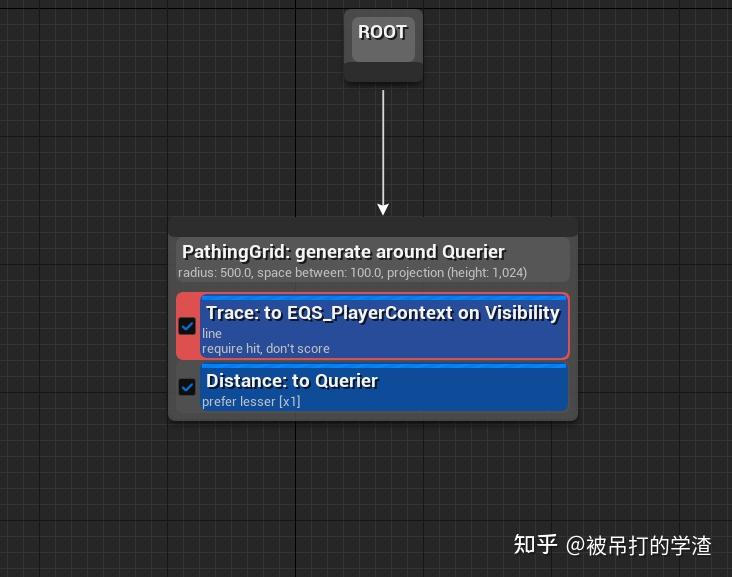 ROOT
PathingGrid: generate around Querier
radius: 500.0, space between: 100.0, projection (height: 1,024)
Trace: to EQS_PlayerContext on Visibility
line
require hit, don't score
Distance: to Querier
prefer lesser [x1]
知乎 @被吊打的学渣